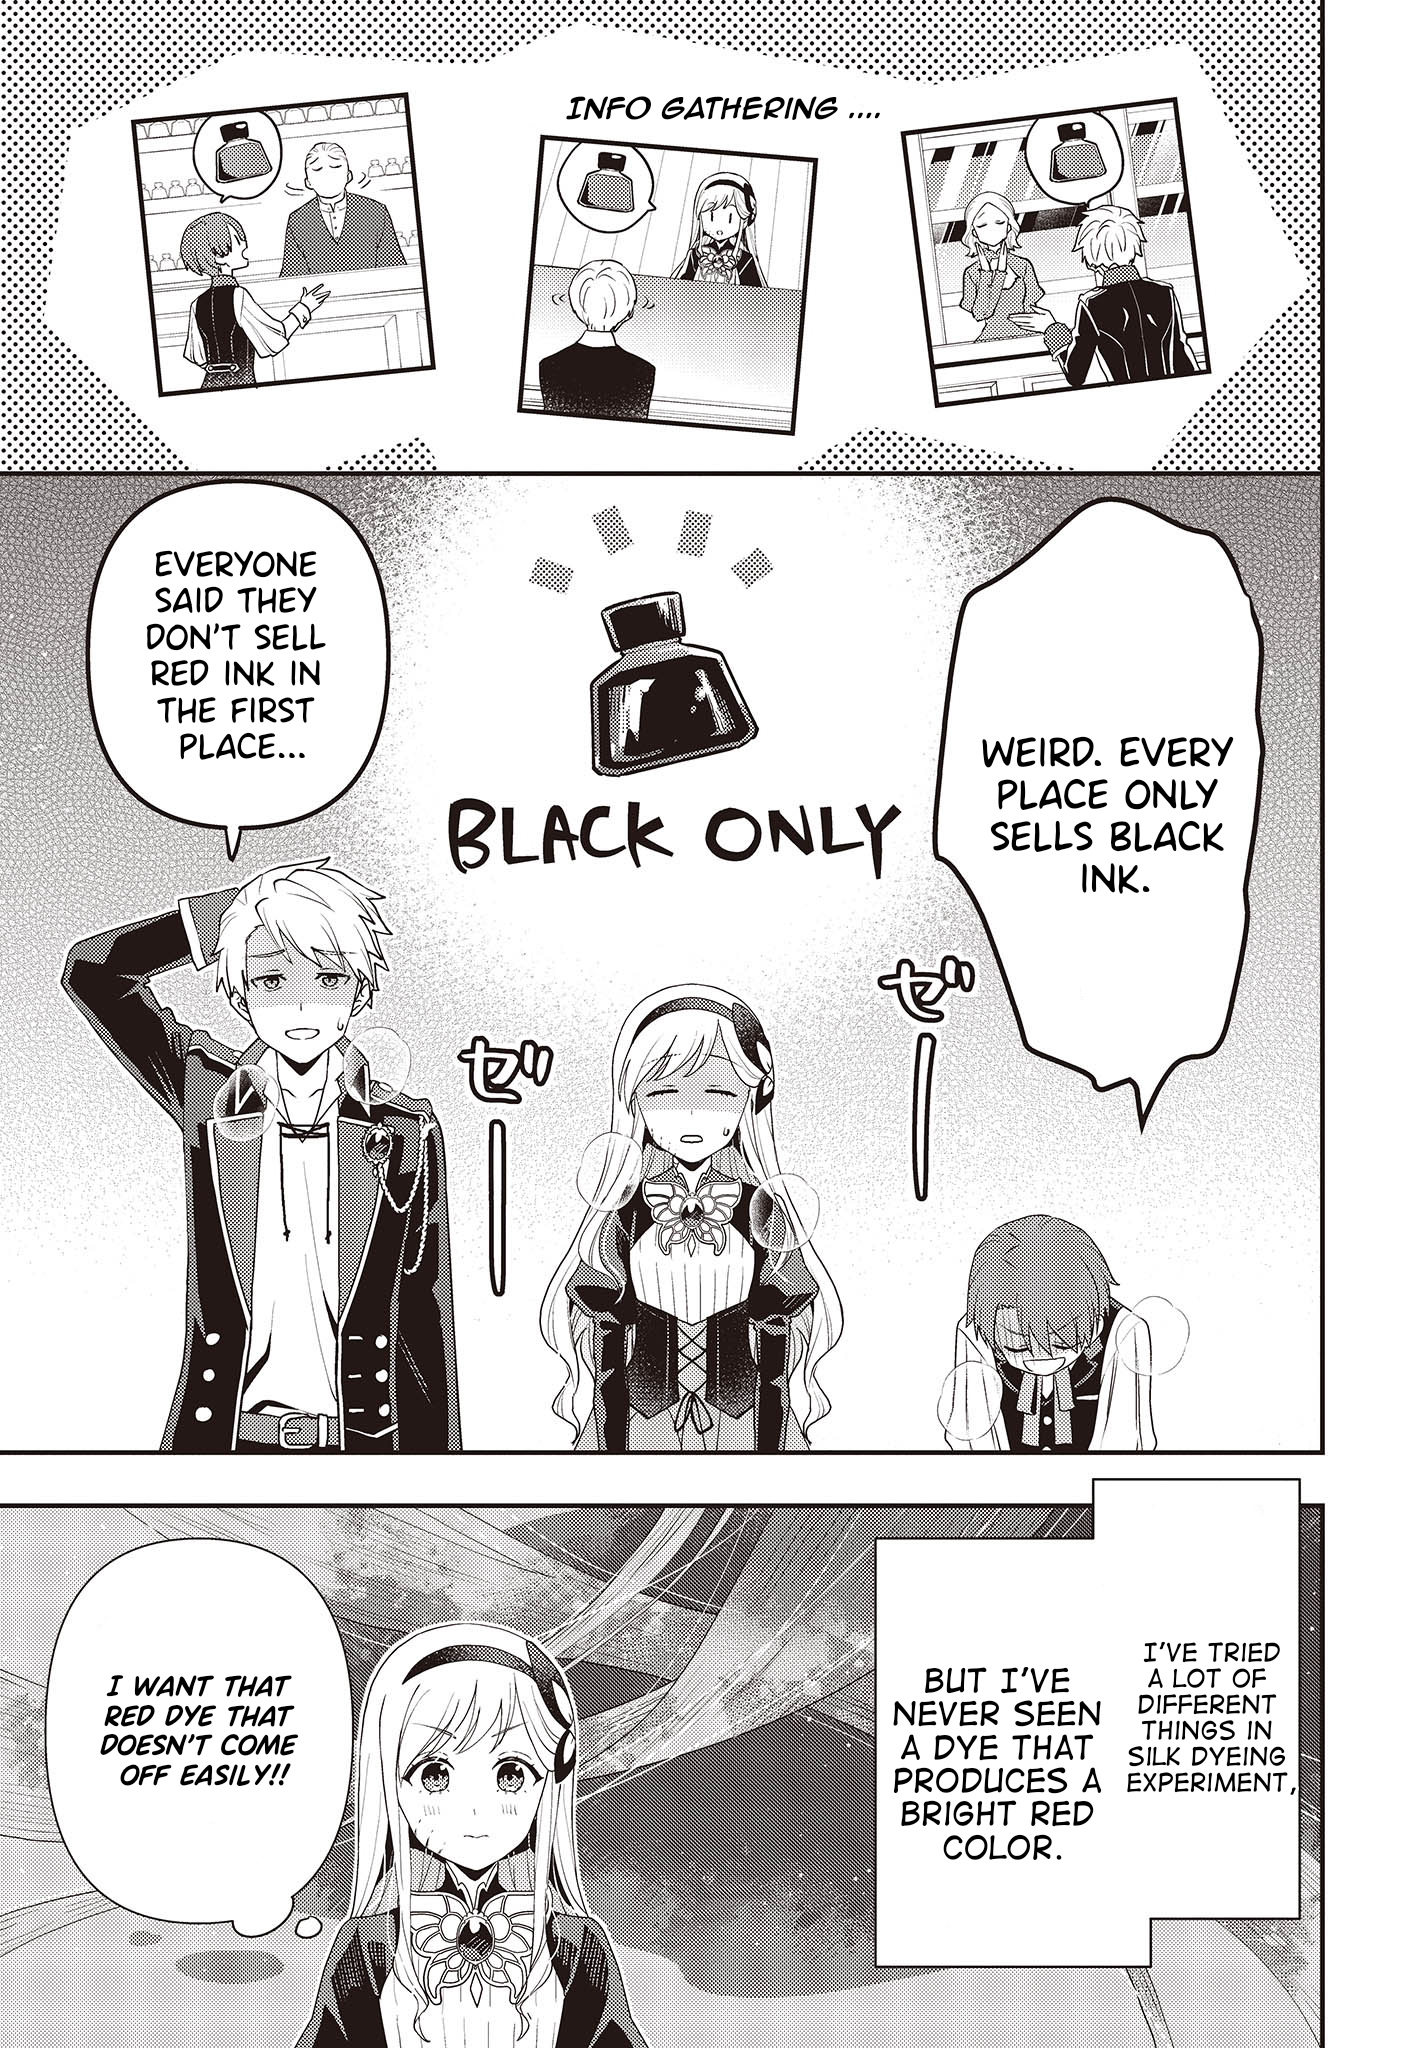 INFO GATHERING ....
WEIRD. EVERY
PLACE ONLY
SELLS BLACK
INK.
BLACK ONLY
EVERYONE
SAID THEY
DON'T SELL
RED INK IN
THE FIRST
PLACE...
ゼー
ゼー
I'VE TRIED
A LOT OF
DIFFERENT
THINGS IN
SILK DYEING
EXPERIMENT,
BUT I'VE
NEVER SEEN
A DYE THAT
PRODUCES A
BRIGHT RED
COLOR.
I WANT THAT
RED DYE THAT
DOESN'T COME
OFF EASILY!!